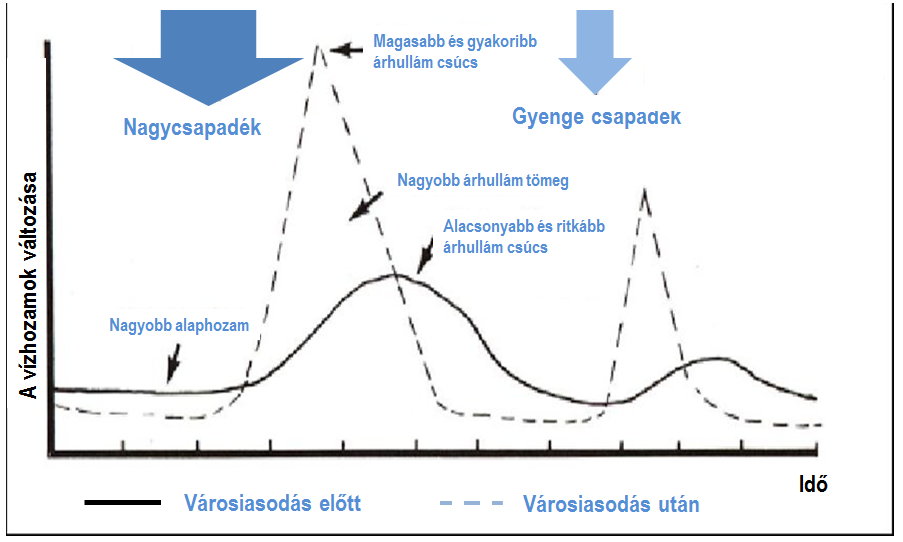 Magasabb és gyakoribb
árhullám csúcs
Nagycsapadék
Gyenge csapadék
Nagyobb árhullám tömeg
Alacsonyabb és ritkább
árhullám csúcs
Nagyobb alaphozam
A vízhozamok változása
Idő
Városiasodás előtt
Városiasodás után